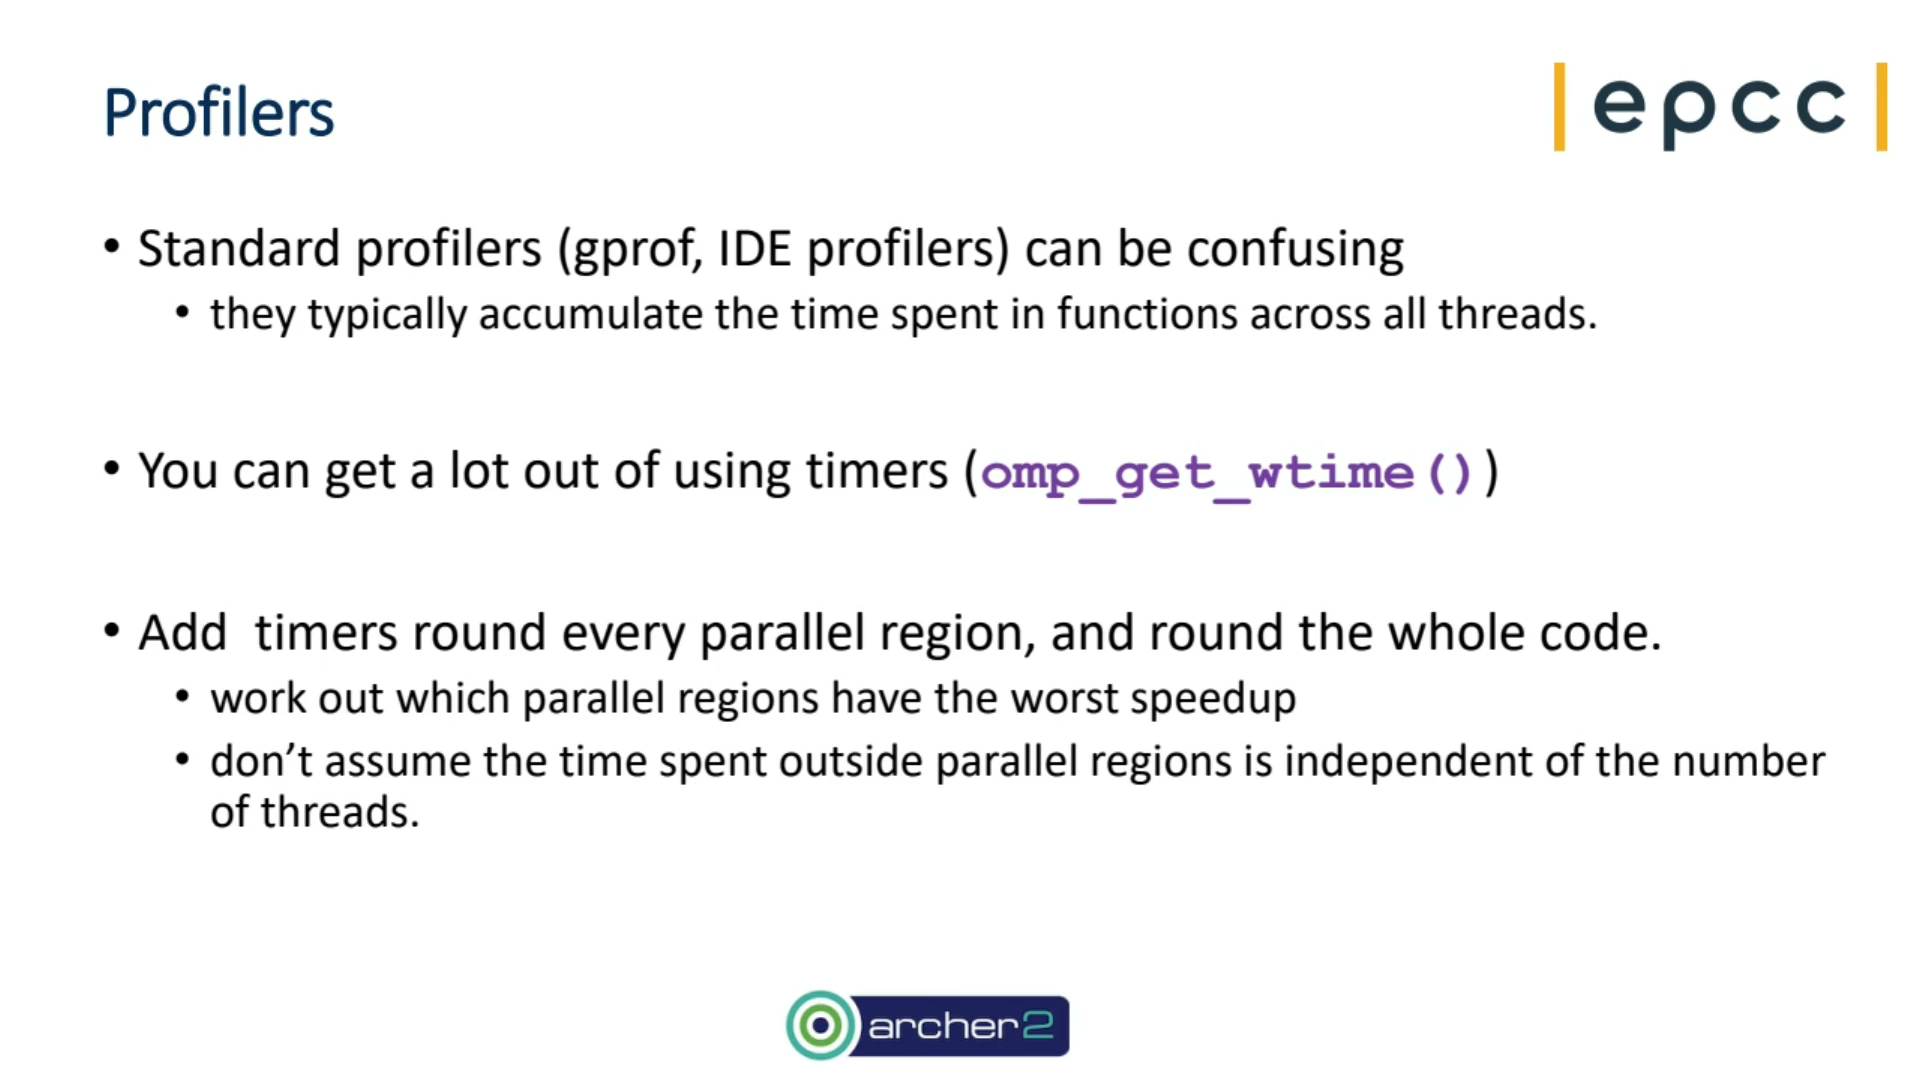 Profilers
|epcc|
• Standard profilers (gprof, IDE profilers) can be confusing
• they typically accumulate the time spent in functions across all threads.
• You can get a lot out of using timers (omp_get_wtime())
• Add  timers round every parallel region, and round the whole code.
• work out which parallel regions have the worst speedup
• don’t assume the time spent outside parallel regions is independent of the number
of threads.
archer2